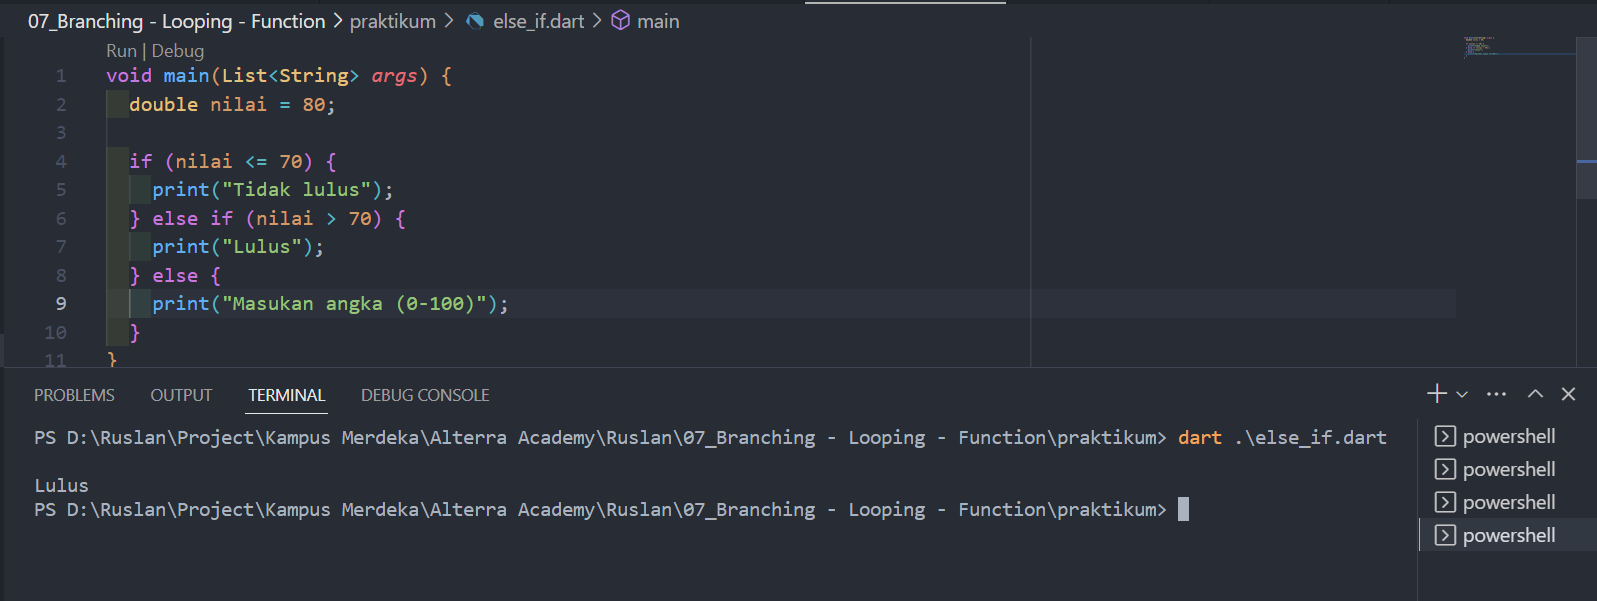 07_Branching - Looping - Function > praktikum > else_if.dart > main
Run | Debug
1 void main(List<String> args) {
2 double nilai = 80;
3
4 if (nilai <= 70) {
5 print("Tidak lulus");
6 } else if (nilai > 70) {
7 print("Lulus");
8 } else {
9 print("Masukan angka (0-100)");
10 }
11 }
PROBLEMS OUTPUT TERMINAL DEBUG CONSOLE
PS D:\Ruslan\Project\Kampus Merdeka\Alterra Academy\Ruslan\07_Branching - Looping - Function\praktikum> dart .\else_if.dart
Lulus
PS D:\Ruslan\Project\Kampus Merdeka\Alterra Academy\Ruslan\07_Branching - Looping - Function\praktikum>
powershell
powershell
powershell
powershell